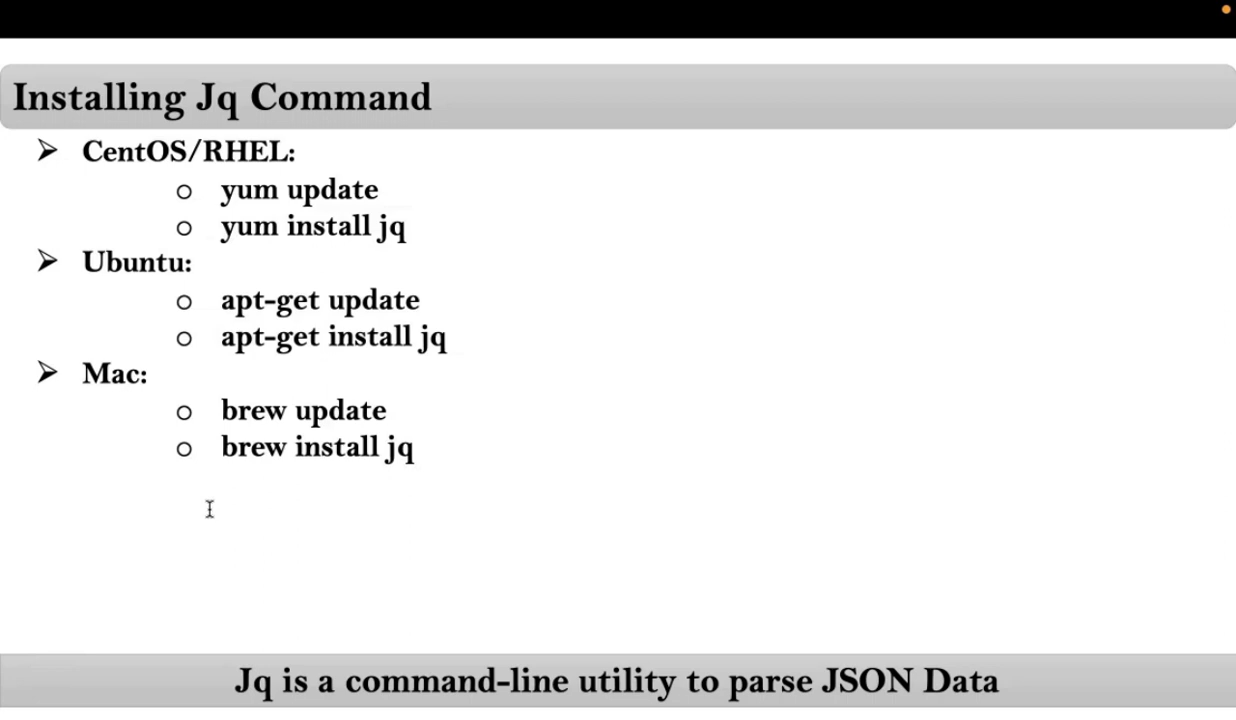 Installing Jq Command
➢ CentOS/RHEL:
○ yum update
○ yum install jq
➢ Ubuntu:
○ apt-get update
○ apt-get install jq
➢ Mac:
○ brew update
○ brew install jq
Jq is a command-line utility to parse JSON Data